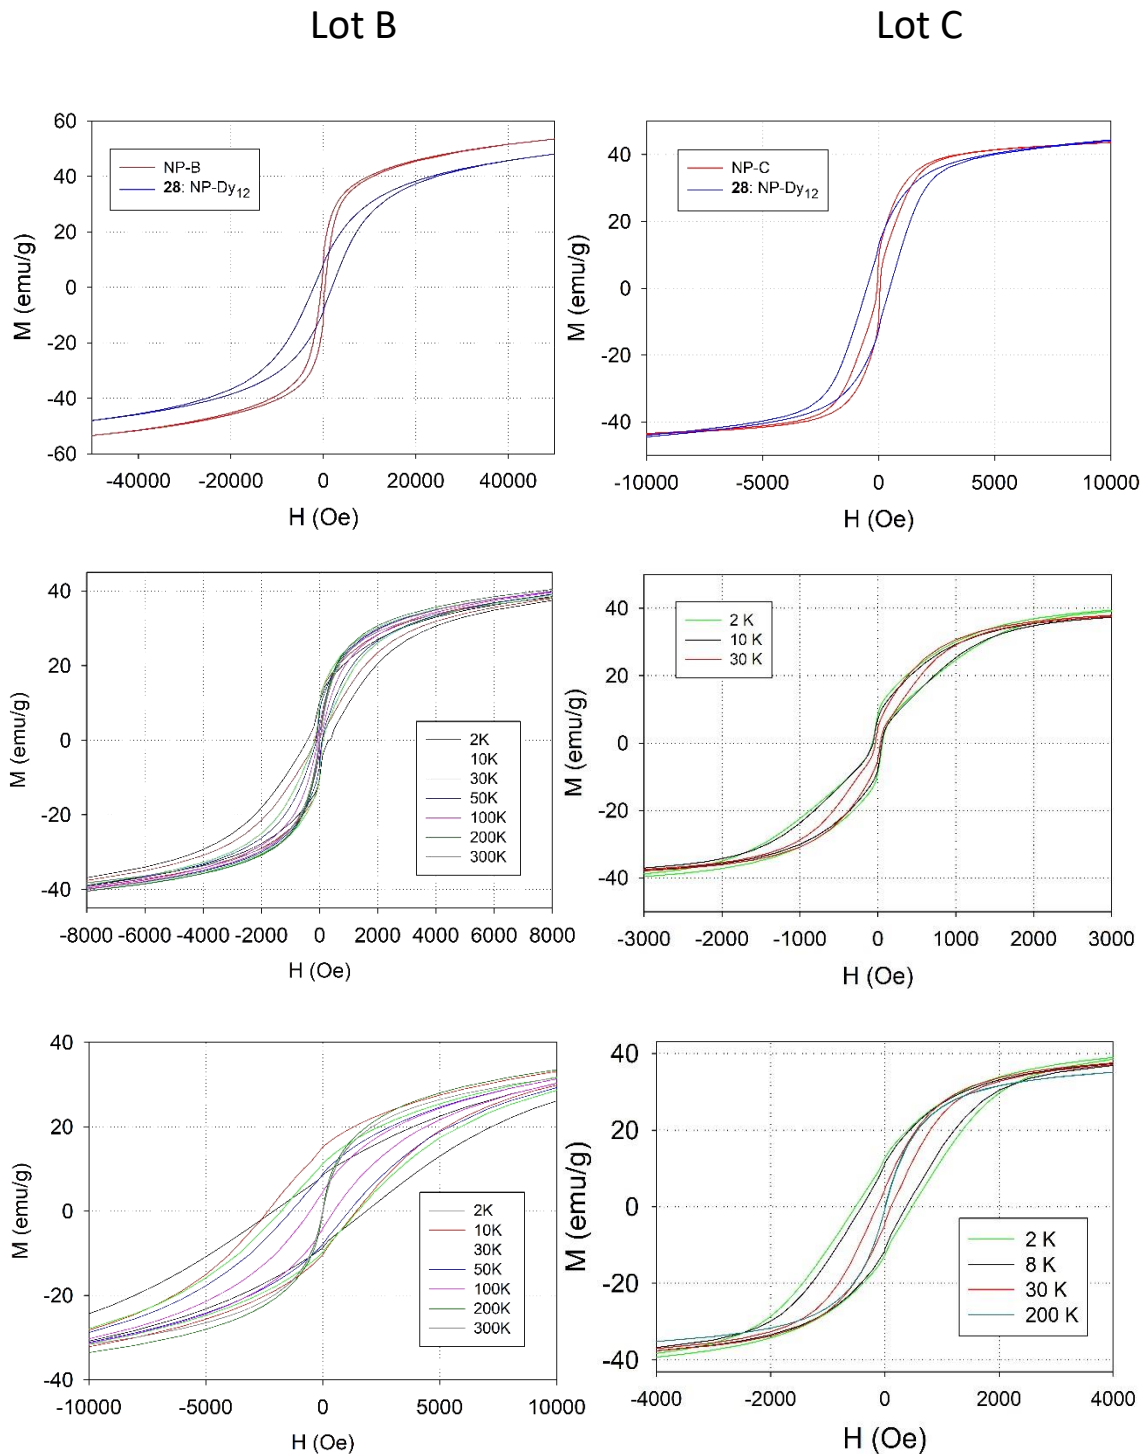 Lot B
Lot C
60
40
20
0
-20
-40
-60
M (emu/g)
NP-B
28: NP-Dy12
-40000 -20000 0 20000 40000
H (Oe)
40
20
0
-20
-40
M (emu/g)
NP-C
28: NP-Dy12
-10000 -5000 0 5000 10000
H (Oe)
40
20
0
-20
-40
M (emu/g)
2K
10K
30K
50K
100K
200K
300K
-8000 -6000 -4000 -2000 0 2000 4000 6000 8000
H (Oe)
40
20
0
-20
-40
M (emu/g)
2 K
10 K
30 K
-3000 -2000 -1000 0 1000 2000 3000
H (Oe)
40
20
0
-20
-40
M (emu/g)
2K
10K
30K
50K
100K
200K
300K
-10000 -5000 0 5000 10000
H (Oe)
40
20
0
-20
-40
M (emu/g)
2 K
8 K
30 K
200 K
-4000 -2000 0 2000 4000
H (Oe)